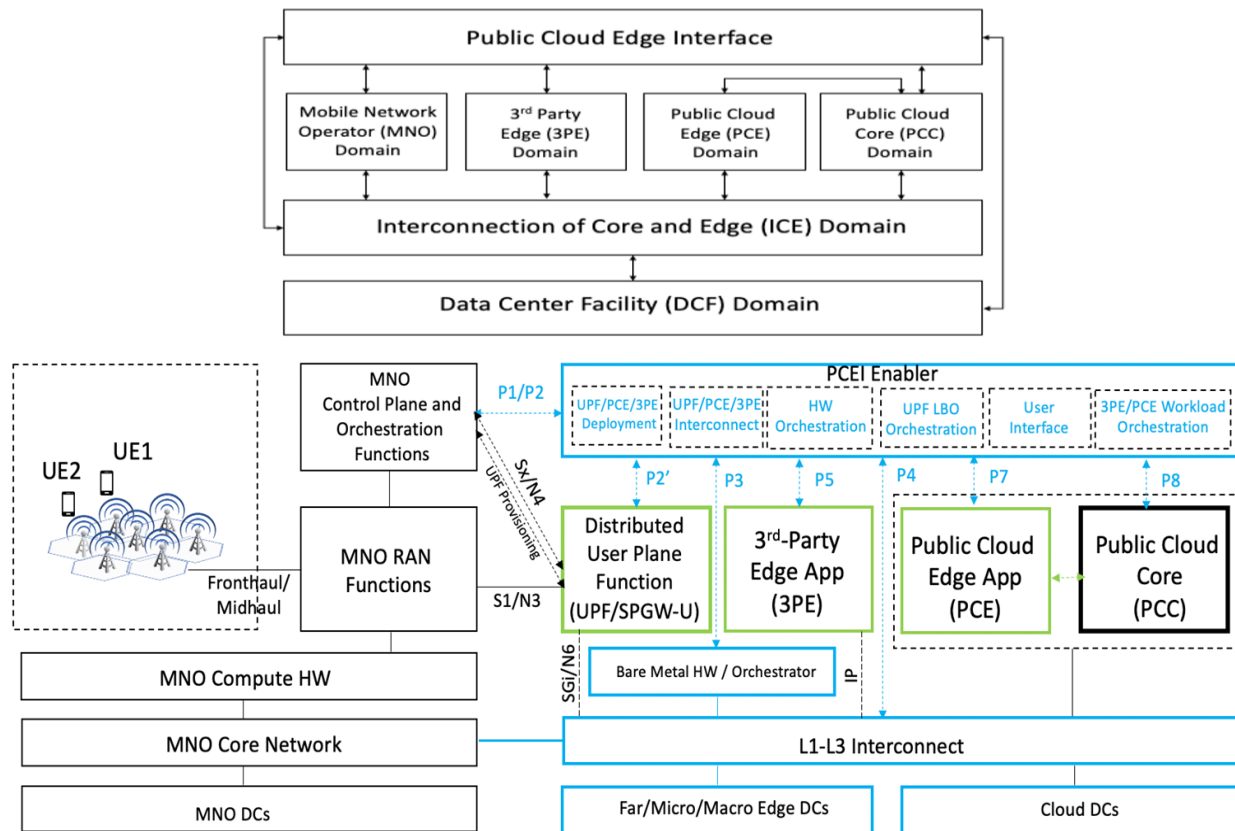 Public Cloud Edge Interface
Mobile Network
Operator (MNO)
Domain
3rd Party
Edge (3PE)
Domain
Public Cloud
Edge (PCE)
Domain
Public Cloud
Core (PCC)
Domain
Interconnection of Core and Edge (ICE) Domain
Data Center Facility (DCF) Domain
UE2
UE1
Fronthaul/
Midhaul
MNO
Control Plane and
Orchestration
Functions
P1/P2
PCEI Enabler
UPF/PCE/3PE
Deployment
UPF/PCE/3PE
Interconnect
HW
Orchestration
UPF LBO
Orchestration
User
Interface
3PE/PCE Workload
Orchestration
Sx/N4
UPF Provisioning
P2’
P3
P5
P4
P7
P8
MNO RAN
Functions
S1/N3
Distributed
User Plane
Function
(UPF/SPGW-U)
3rd-Party
Edge App
(3PE)
Public Cloud
Edge App
(PCE)
Public Cloud
Core
(PCC)
MNO Compute HW
SGi/N6
Bare Metal HW / Orchestrator
IP
MNO Core Network
L1-L3 Interconnect
MNO DCs
Far/Micro/Macro Edge DCs
Cloud DCs